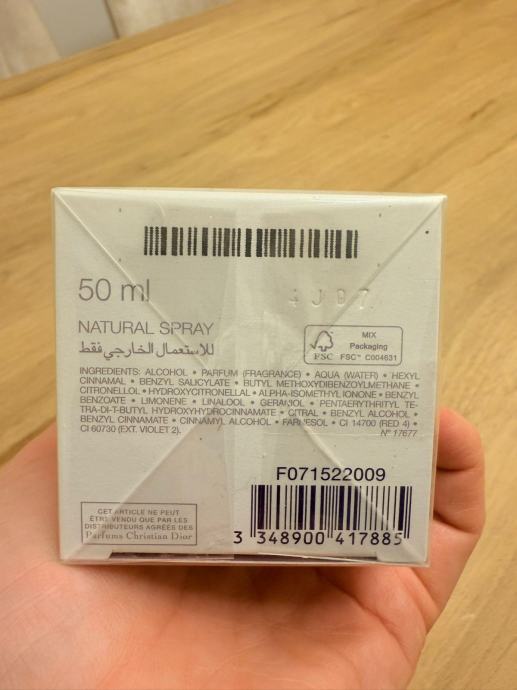 50 ml
4J07
NATURAL SPRAY
للاستعمال الخارجي فقط
MIX
Packaging
FSC FSC™ C004631
INGREDIENTS: ALCOHOL • PARFUM (FRAGRANCE) • AQUA (WATER) • HEXYL
CINNAMAL • BENZYL SALICYLATE • BUTYL METHOXYDIBENZOYLMETHANE •
CITRONELLOL • HYDROXYCITRONELLAL • ALPHA-ISOMETHYL IONONE • BENZYL
BENZOATE • LIMONENE • LINALOOL • GERANIOL • PENTAERYTHRITYL TE-
TRA-DI-T-BUTYL HYDROXYHYDROCINNAMATE • CITRAL • BENZYL ALCOHOL •
BENZYL CINNAMATE • CINNAMYL ALCOHOL • FARNESOL • CI 14700 (RED 4) •
CI 60730 (EXT. VIOLET 2). N° 17677
F071522009
CET ARTICLE NE PEUT
ÊTRE VENDU QUE PAR LES
DISTRIBUTEURS AGRÉÉS DES
Parfums Christian Dior
3 348900 417885